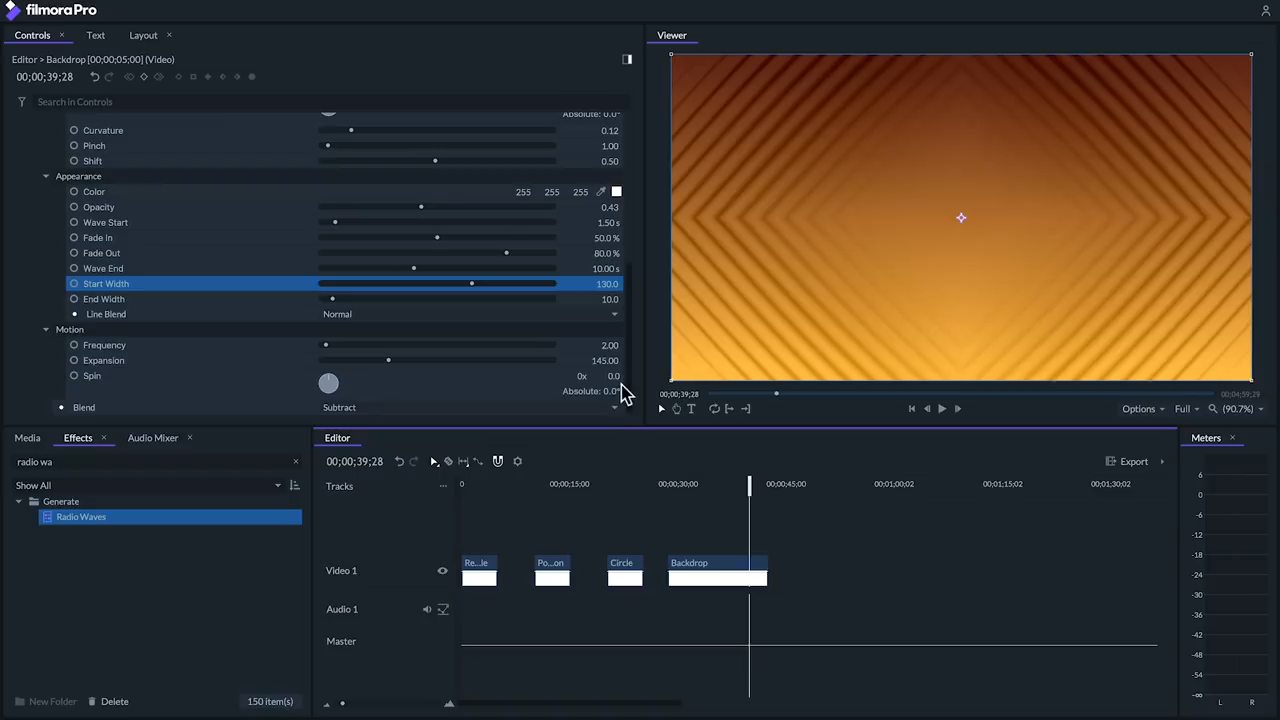 filmoraPro
Controls × Text Layout × Viewer
Editor > Backdrop [00;00;05;00] (Video)
00;00;39;28
Search in Controls
Absolute: 0.0°
Curvature 0.12
Pinch 1.00
Shift 0.50
Appearance
Color 255 255 255
Opacity 0.43
Wave Start 1.50 s
Fade In 50.0 %
Fade Out 80.0 %
Wave End 10.00 s
Start Width 130.0
End Width 10.0
Line Blend Normal
Motion
Frequency 2.00
Expansion 145.00
Spin 0x 0.0
Absolute: 0.0°
Blend Subtract
00;00;39;28 00;04;59;29
Options Full (90.7%)
Media Effects × Audio Mixer × Editor Meters ×
radio wa ×
Show All
Generate
Radio Waves
New Folder Delete 150 item(s)
00;00;39;28 Export
Tracks ... 0 00;00;15;00 00;00;30;00 00;00;45;00 00;01;00;02 00;01;15;02 00;01;30;02
Re...le Po...on Circle Backdrop
Video 1
Audio 1
Master
6
0
-6
-12
-18
-24
-30
-36
-42
-48
-54
-∞
L R